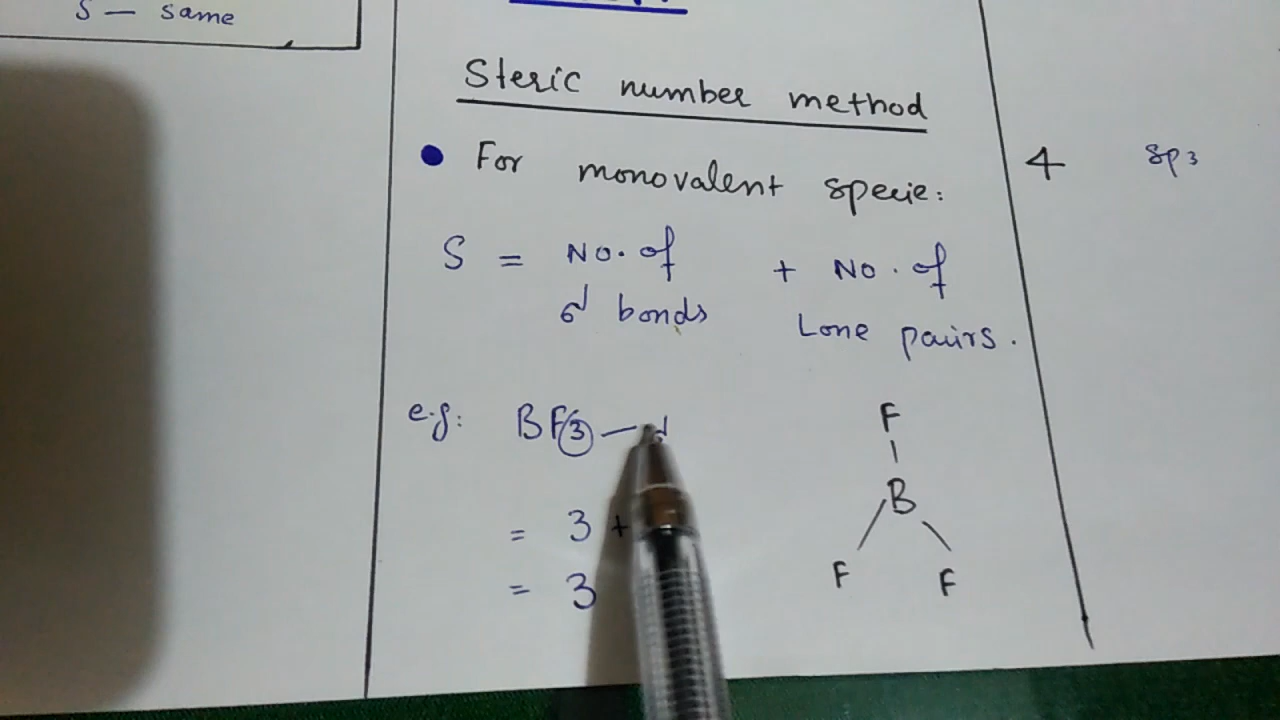 S — same
Steric number method
• For monovalent specie:
S = No. of σ bonds + No. of Lone pairs.
e.g: BF3 — σ
= 3 +
= 3
F
B
F F
4 sp3